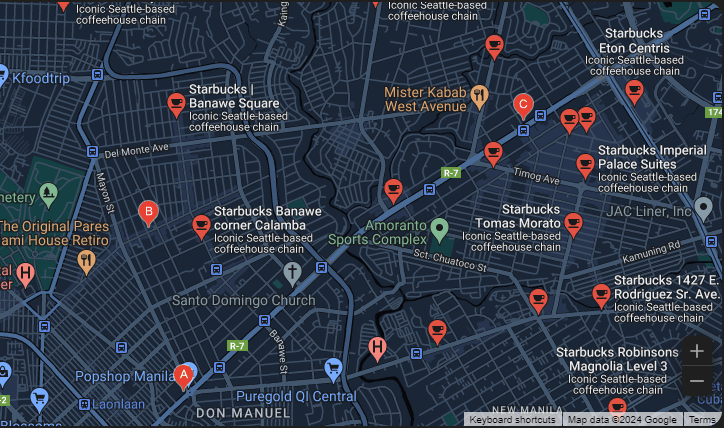 Iconic Seattle-based
coffeehouse chain
Iconic Seattle-based
coffeehouse chain
Kaing
Starbucks
Eton Centris
Iconic Seattle-based
coffeehouse chain
Kfoodtrip
Starbucks |
Banawe Square
Iconic Seattle-based
coffeehouse chain
Mister Kabab
West Avenue
C
174
Del Monte Ave
R-7
Timog Ave
Starbucks Imperial
Palace Suites
Iconic Seattle-based
coffeehouse chain
Mayon St
metery
B
The Original Pares
ami House Retiro
Starbucks Banawe
corner Calamba
Iconic Seattle-based
coffeehouse chain
Amoranto
Sports Complex
Starbucks
Tomas Morato
Iconic Seattle-based
coffeehouse chain
JAC Liner, Inc
Kamuning Rd
Sct. Chuatoco St
H
Santo Domingo Church
Starbucks 1427 E.
Rodriguez Sr. Ave.
Iconic Seattle-based
coffeehouse chain
R-7
Banawe St
H
Starbucks Robinsons
Magnolia Level 3
Iconic Seattle-based
coffeehouse chain
Popshop Manila
A
Puregold QI Central
Laonlaan
DON MANUEL
NEW MANILA
Keyboard shortcuts
Map data ©2024 Google
Terms